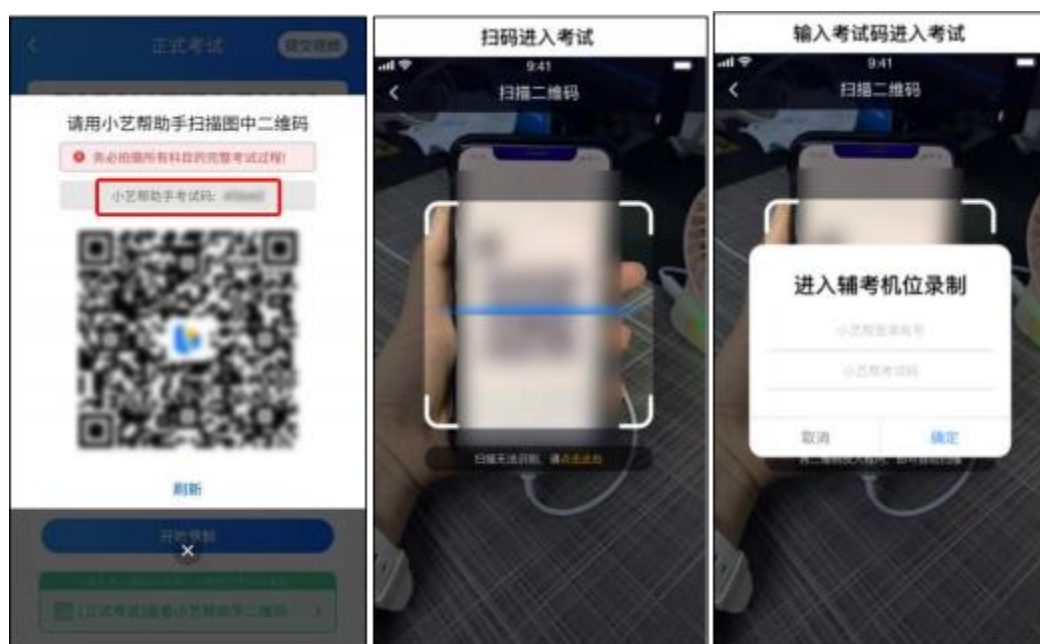 正式考试
提交视频
请用小艺帮助手扫描图中二维码
务必拍摄所有科目的完整考试过程!
小艺帮助手考试码:
刷新
开始录制
[正式考试]查看小艺帮助手二维码
扫码进入考试
9:41
扫描二维码
扫描无法识别，请点击此处
输入考试码进入考试
9:41
扫描二维码
进入辅考机位录制
小艺帮登录账号
小艺帮考试码
取消
确定